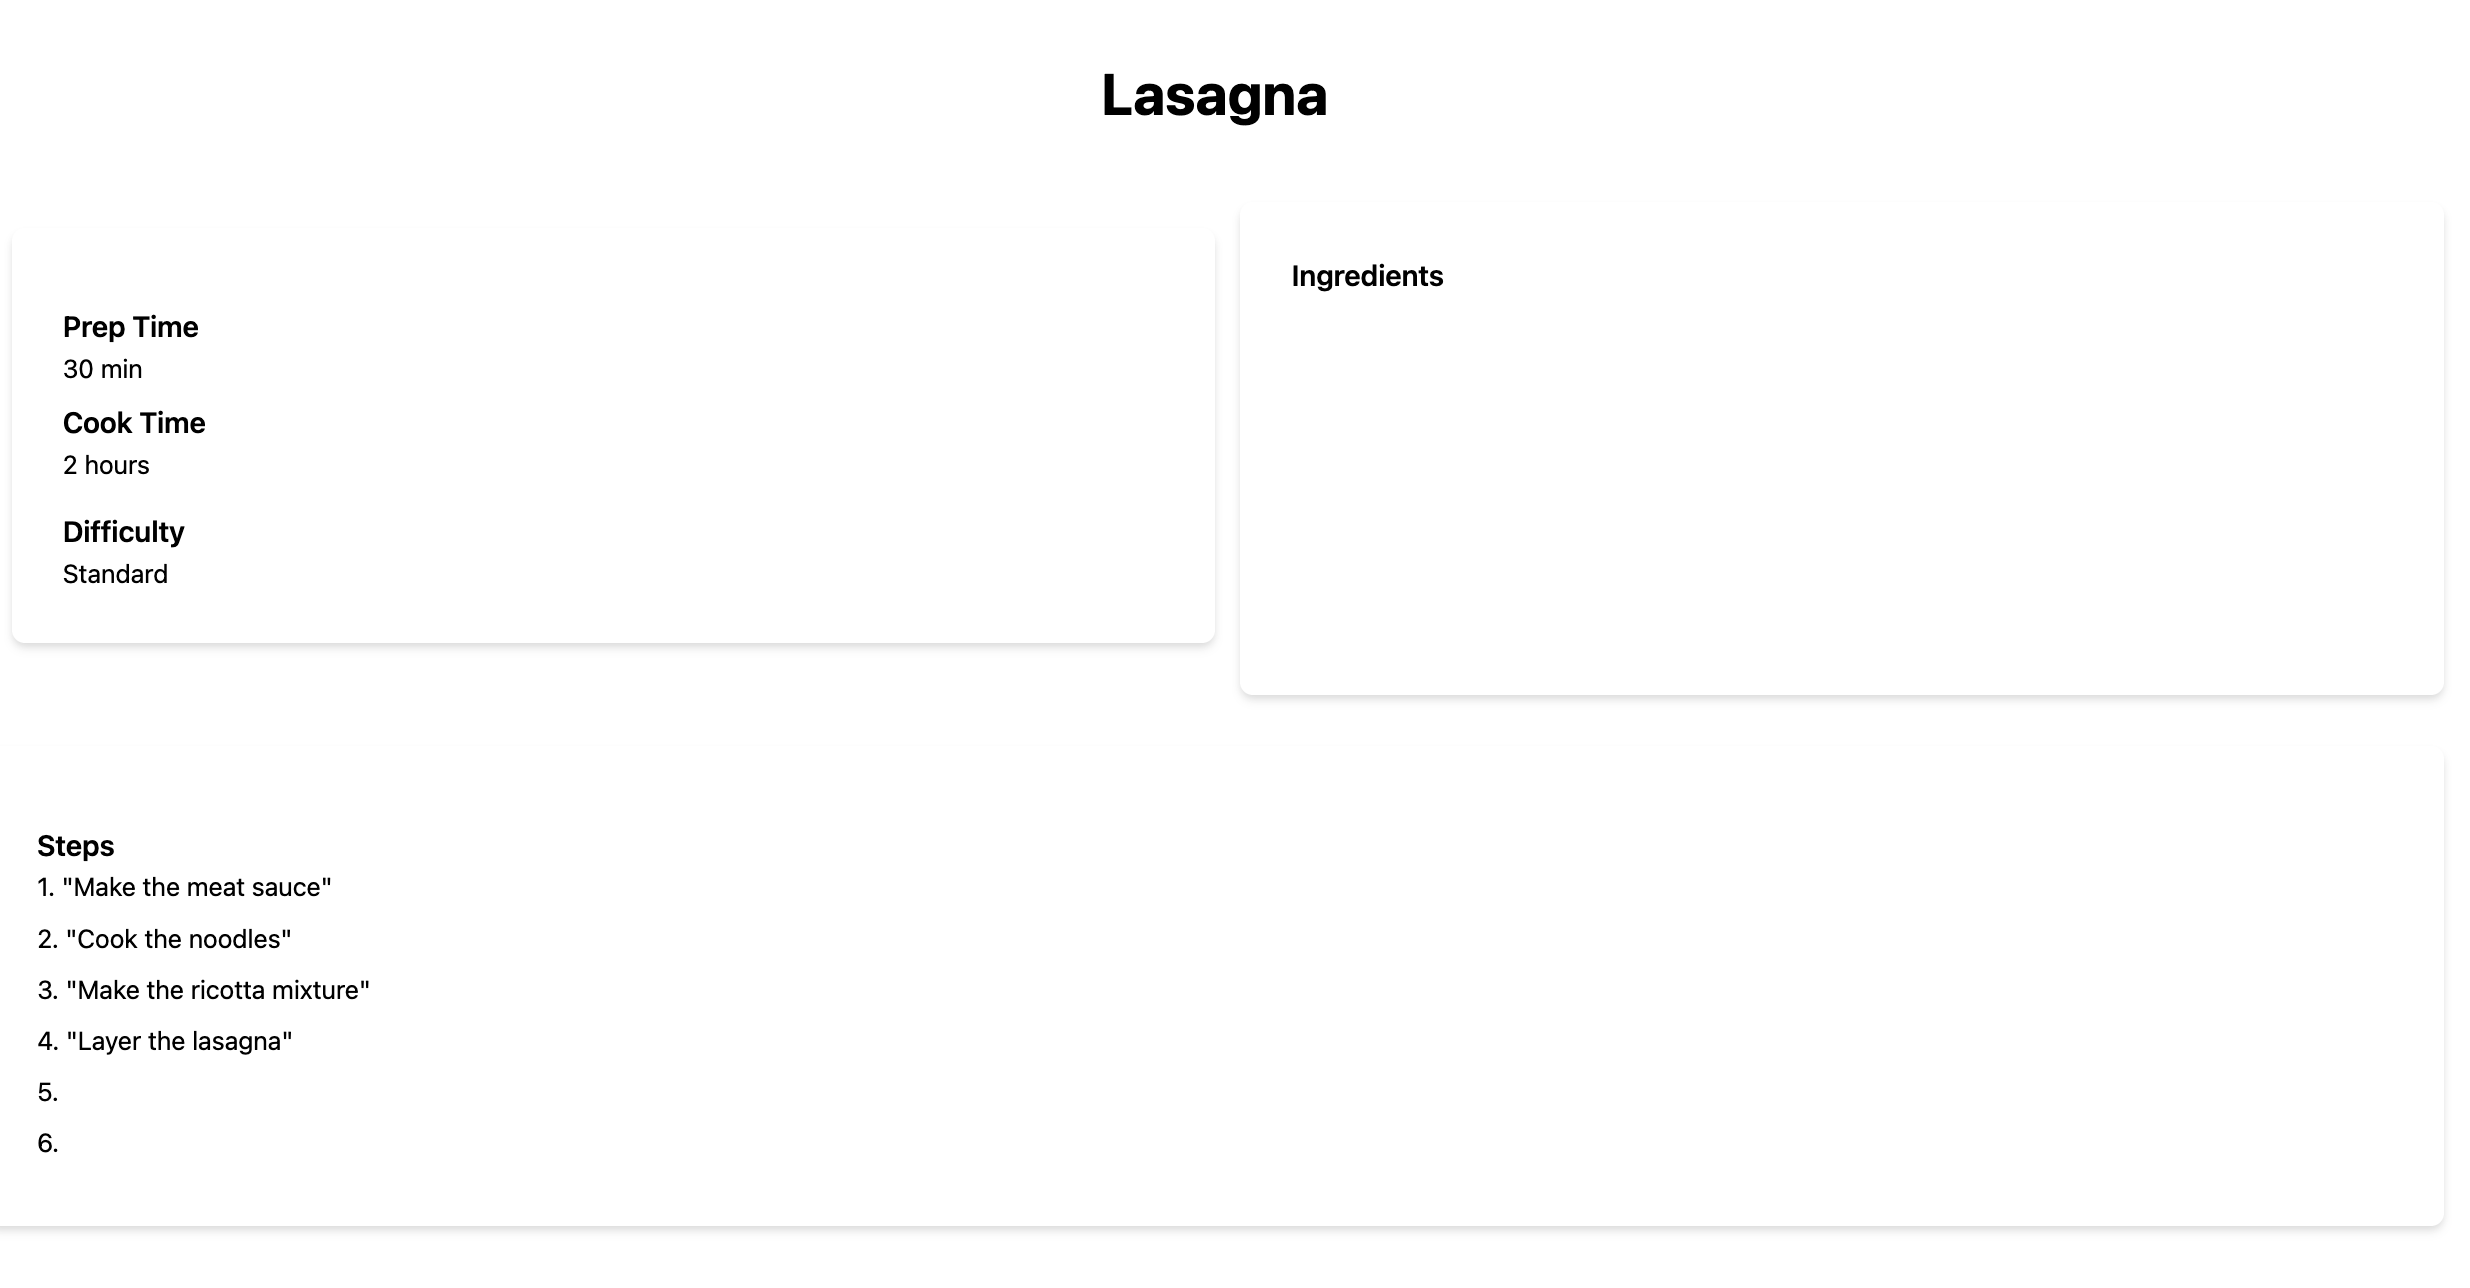 Lasagna
Prep Time
30 min
Cook Time
2 hours
Difficulty
Standard
Ingredients
Steps
1. "Make the meat sauce"
2. "Cook the noodles"
3. "Make the ricotta mixture"
4. "Layer the lasagna"
5.
6.